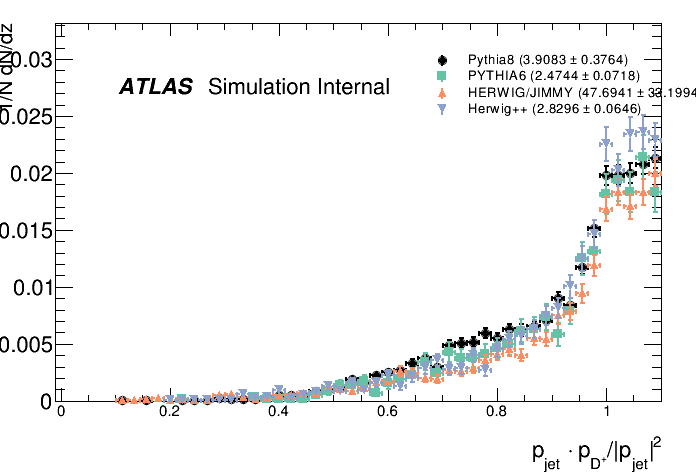 1/N dN/dz
ATLAS Simulation Internal
Pythia8 (3.9083 ± 0.3764)
PYTHIA6 (2.4744 ± 0.0718)
HERWIG/JIMMY (47.6941 ± 33.1994
Herwig++ (2.8296 ± 0.0646)
0.03
0.025
0.02
0.015
0.01
0.005
0
0 0.2 0.4 0.6 0.8 1
p_jet · p_D⁺/|p_jet|²